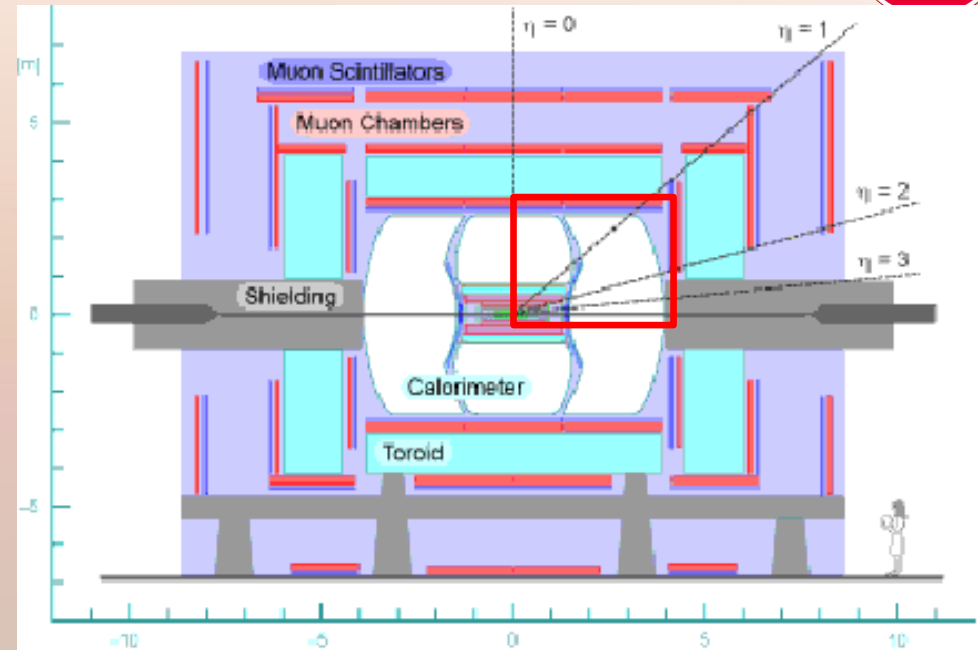 η = 0
η = 1
[m]
Muon Scintillators
5
Muon Chambers
η = 2
η = 3
Shielding
0
Calorimeter
Toroid
-5
-10
-5
0
5
10